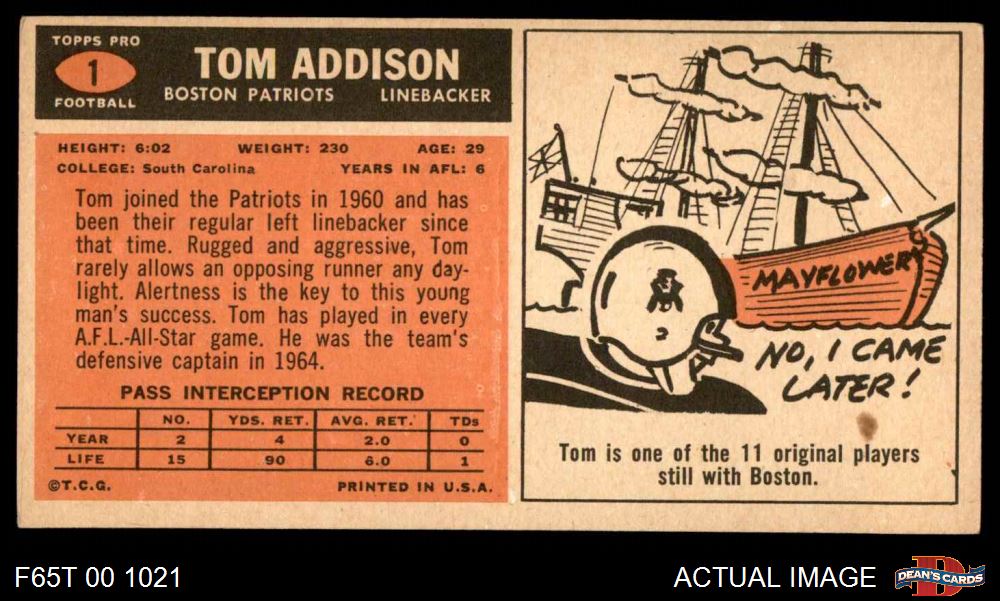 TOPPS PRO
1
FOOTBALL
TOM ADDISON
BOSTON PATRIOTS LINEBACKER
HEIGHT: 6:02 WEIGHT: 230 AGE: 29
COLLEGE: South Carolina YEARS IN AFL: 6
Tom joined the Patriots in 1960 and has
been their regular left linebacker since
that time. Rugged and aggressive, Tom
rarely allows an opposing runner any day-
light. Alertness is the key to this young
man's success. Tom has played in every
A.F.L.-All-Star game. He was the team's
defensive captain in 1964.
PASS INTERCEPTION RECORD
NO. YDS. RET. AVG. RET. TDs
YEAR 2 4 2.0 0
LIFE 15 90 6.0 1
©T.C.G. PRINTED IN U.S.A.
MAYFLOWER
NO, I CAME
LATER!
Tom is one of the 11 original players
still with Boston.
F65T 00 1021
ACTUAL IMAGE
D
DEAN'S CARDS